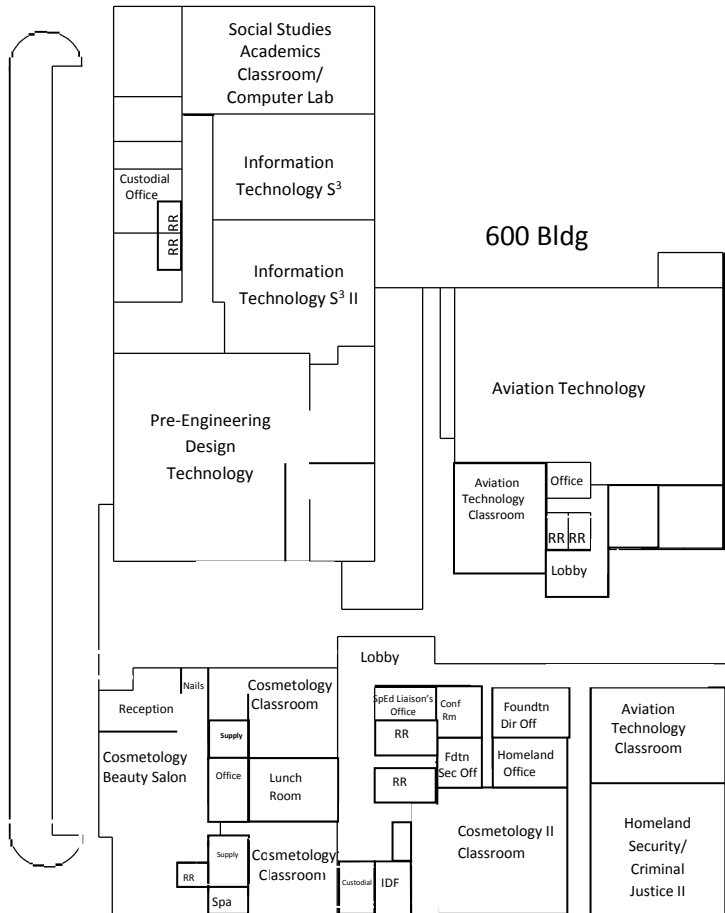 Social Studies
Academics
Classroom/
Computer Lab
Information
Technology S³
Custodial
Office
RR
RR
600 Bldg
Information
Technology S³ II
Aviation Technology
Pre-Engineering
Design
Technology
Aviation
Technology
Classroom
Office
RR
RR
Lobby
Lobby
Nails
Cosmetology
Classroom
SpEd Liaison's
Office
Conf
Rm
Foundtn
Dir Off
Aviation
Technology
Classroom
Reception
Supply
RR
Cosmetology
Beauty Salon
Office
Lunch
Room
RR
Fdtn
Sec Off
Homeland
Office
Cosmetology II
Classroom
Homeland
Security/
Criminal
Justice II
Supply
Cosmetology
Classroom
RR
Custodial
IDF
Spa